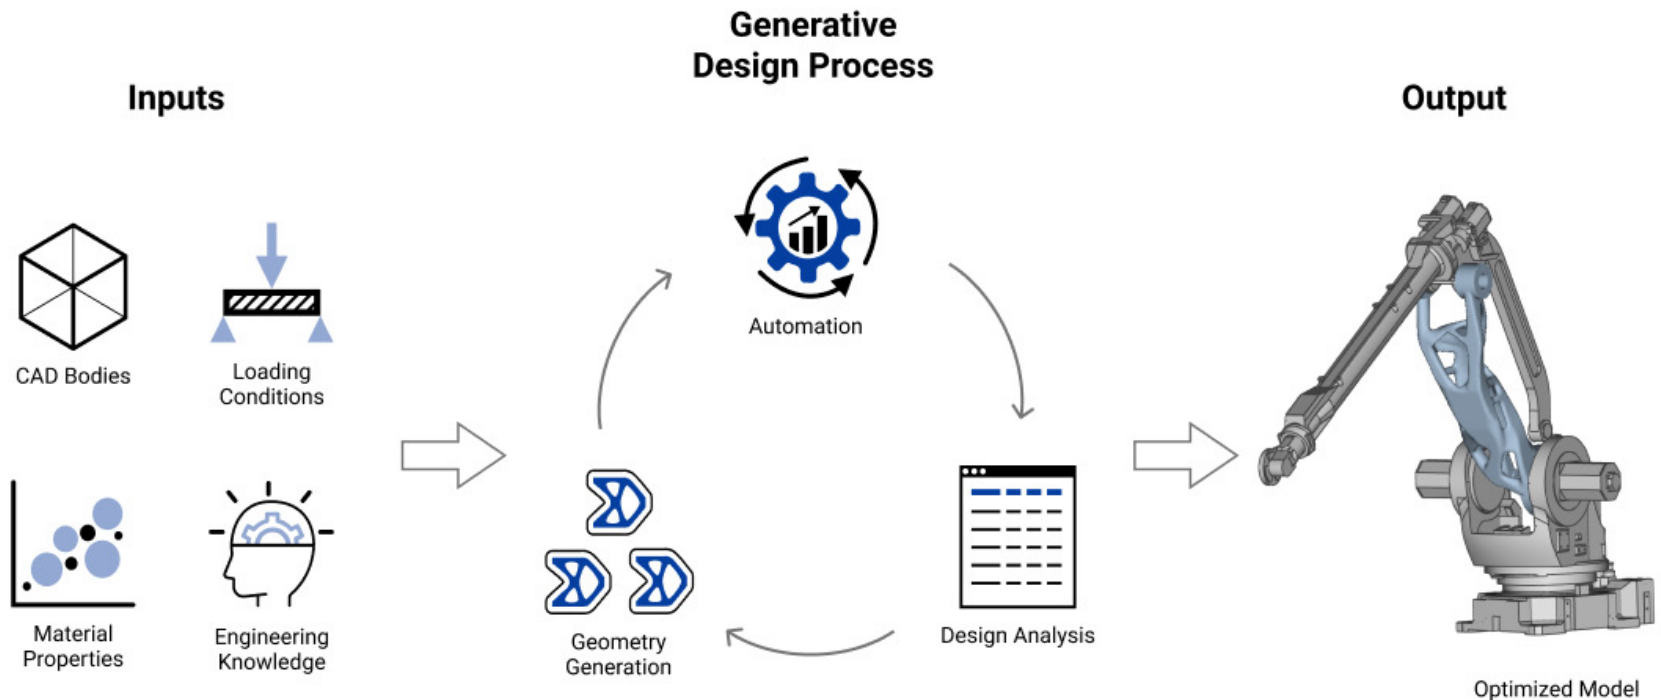 Generative
Design Process
Inputs
Output
CAD Bodies
Loading
Conditions
Automation
Material
Properties
Engineering
Knowledge
Geometry
Generation
Design Analysis
Optimized Model